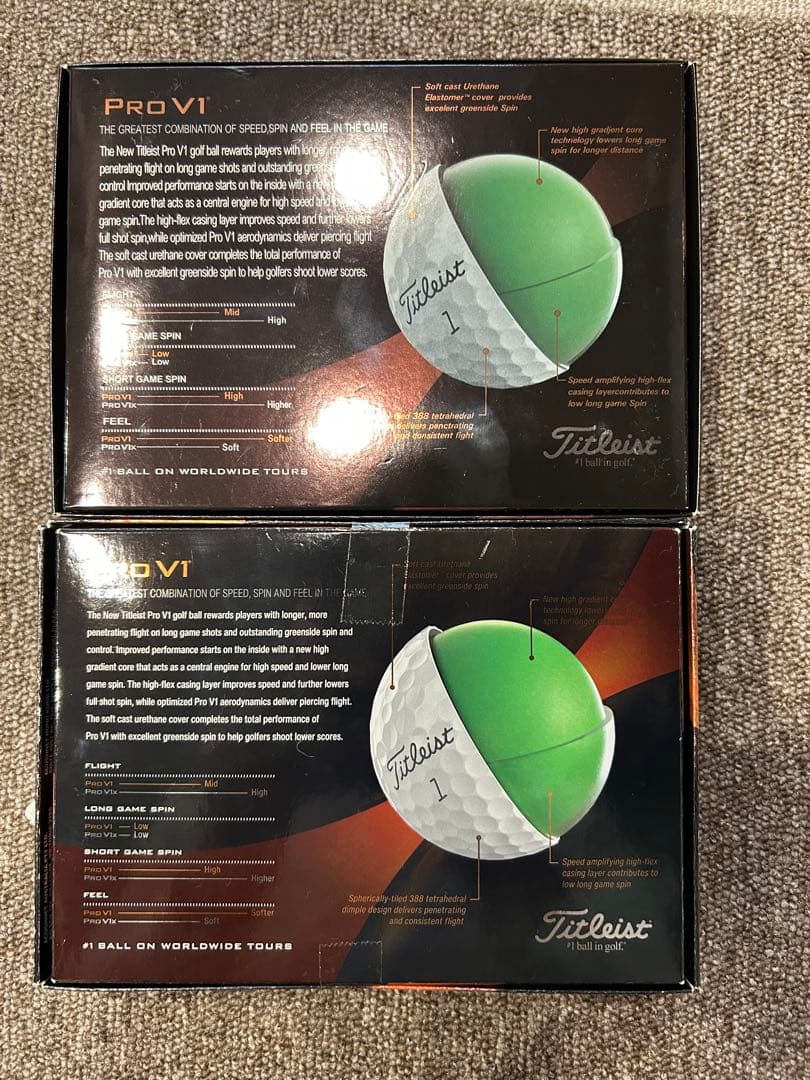 PRO V1
THE GREATEST COMBINATION OF SPEED,SPIN AND FEEL IN THE GAME
The New Titleist Pro V1 golf ball rewards players with longer,
penetrating flight on long game shots and outstanding
control Improved performance starts on the inside with a new
gradient core that acts as a central engine for high speed and
game spin.The high-flex casing layer improves speed and further lowers
full shot spin,while optimized Pro V1 aerodynamics deliver piercing flight
The soft cast urethane cover completes the total performance of
Pro V1 with excellent greenside spin to help golfers shoot lower scores.
FLIGHT
Mid
High
GAME SPIN
Low
Low
SHORT GAME SPIN
PRO V1 High
PRO V1x Higher
FEEL
PRO V1 Softer
PRO V1x Soft
#1 BALL ON WORLDWIDE TOURS
Soft cast Urethane
Elastomer™ cover provides
excelent greenside Spin
New high gradjent core
technology lowers long game
spin for longer distance
Titleist
1
Speed amplifying high-flex
casing layercontributes to
low long game Spin
388 tetrahedral
delivers penetrating
and consistent fight
Titleist
#1 ball in golf.
PRO V1
THE GREATEST COMBINATION OF SPEED, SPIN AND FEEL IN THE GAME
The New Titleist Pro V1 golf ball rewards players with longer, more
penetrating flight on long game shots and outstanding greenside spin and
control. Improved performance starts on the inside with a new high
gradient core that acts as a central engine for high speed and lower long
game spin. The high-flex casing layer improves speed and further lowers
full shot spin, while optimized Pro V1 aerodynamics deliver piercing flight.
The soft cast urethane cover completes the total performance of
Pro V1 with excellent greenside spin to help golfers shoot lower scores.
FLIGHT
PRO V1 Mid
PRO V1x High
LONG GAME SPIN
PRO V1 Low
PRO V1x Low
SHORT GAME SPIN
PRO V1 High
PRO V1x Higher
FEEL
PRO V1 Softer
PRO V1x Soft
#1 BALL ON WORLDWIDE TOURS
Soft cast Urethane
Elastomer™ cover provides
excellent greenside spin
New high gradient
technology lowers
spin for longer
Titleist
1
Speed amplifying high-flex
casing layer contributes to
low long game spin
Spherically-tiled 388 tetrahedral
dimple design delivers penetrating
and consistent flight
Titleist
#1 ball in golf.™